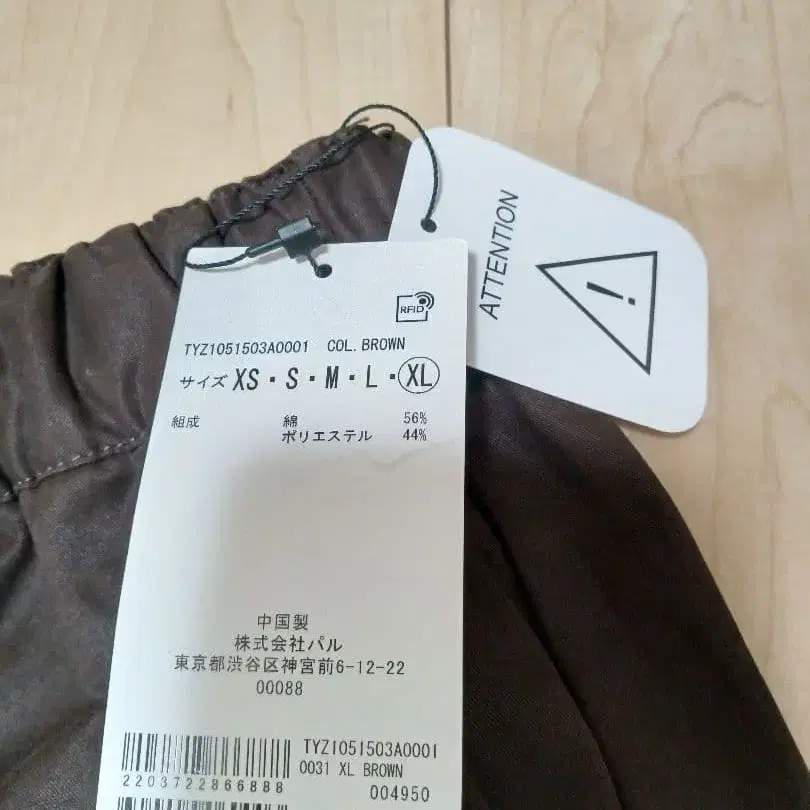 ATTENTION
!
RFID
TYZ1051503A0001 COL. BROWN
サイズ XS・S・M・L・XL
組成 綿 56%
ポリエステル 44%
中国製
株式会社パル
東京都渋谷区神宮前6-12-22
00088
TYZ1051503A0001
0031 XL BROWN
2203722866888 004950